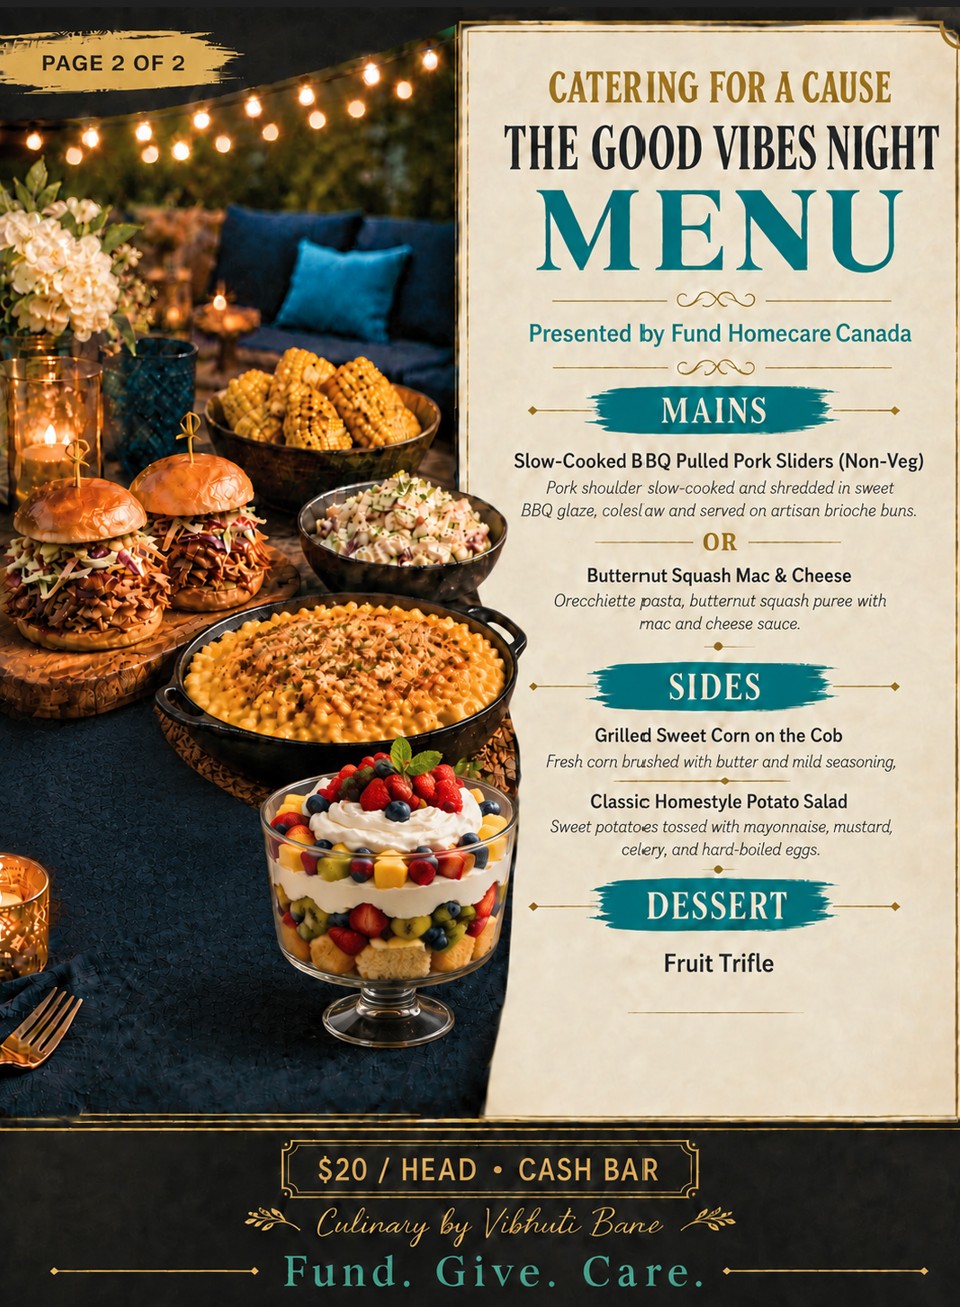 PAGE 2 OF 2
CATERING FOR A CAUSE
THE GOOD VIBES NIGHT
MENU
Presented by Fund Homecare Canada
MAINS
Slow-Cooked BBQ Pulled Pork Sliders (Non-Veg)
Pork shoulder slow-cooked and shredded in sweet
BBQ glaze, coleslaw and served on artisan brioche buns.
OR
Butternut Squash Mac & Cheese
Orecchiette pasta, butternut squash puree with
mac and cheese sauce.
SIDES
Grilled Sweet Corn on the Cob
Fresh corn brushed with butter and mild seasoning,
Classic Homestyle Potato Salad
Sweet potatoes tossed with mayonnaise, mustard,
celery, and hard-boiled eggs.
DESSERT
Fruit Trifle
$20 / HEAD • CASH BAR
Culinary by Vibhuti Bane
Fund. Give. Care.